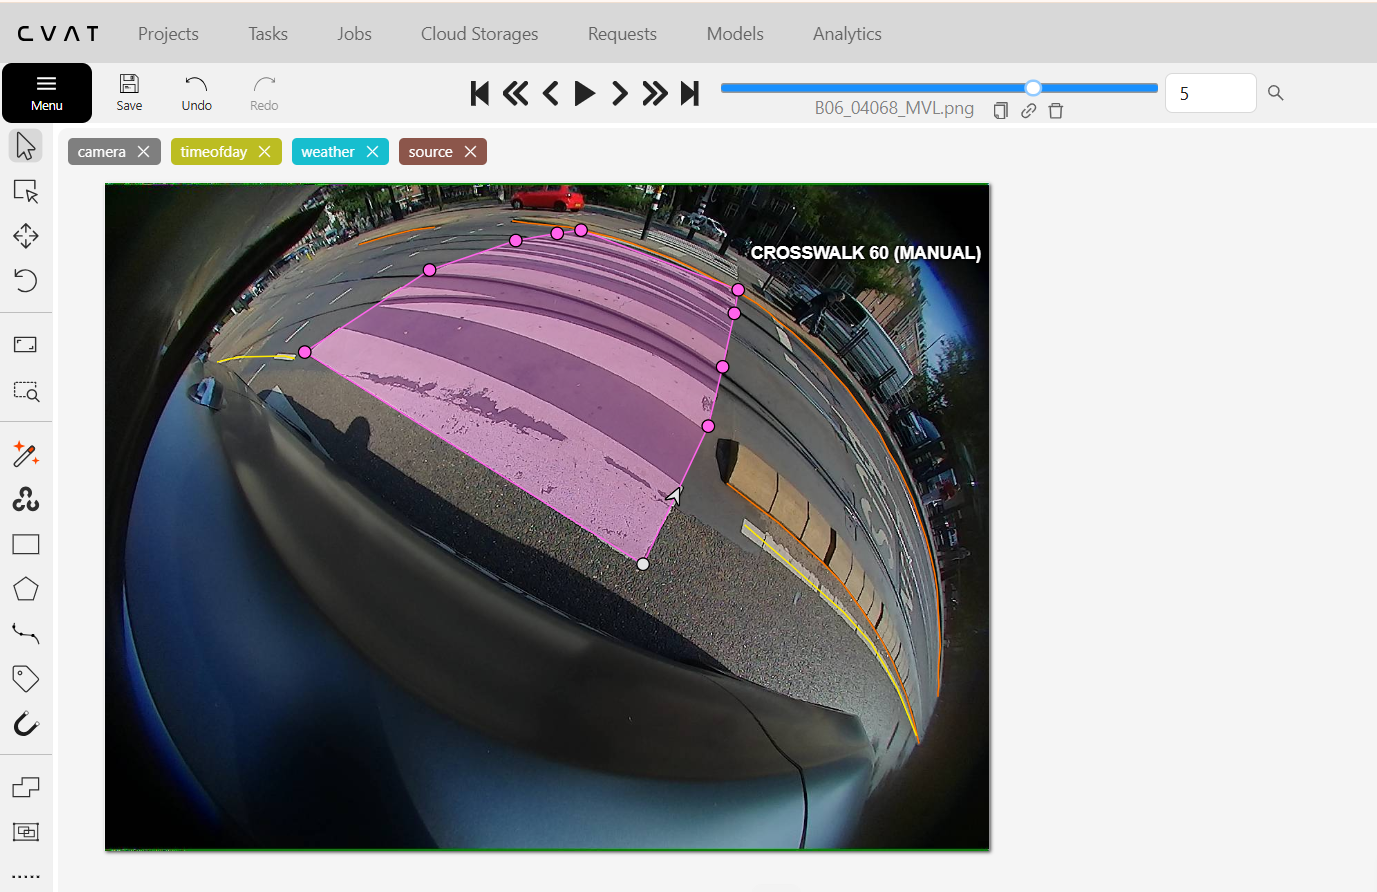 CVAT
Projects
Tasks
Jobs
Cloud Storages
Requests
Models
Analytics
Menu
Save
Undo
Redo
B06_04068_MVL.png
5
camera
timeofday
weather
source
CROSSWALK 60 (MANUAL)